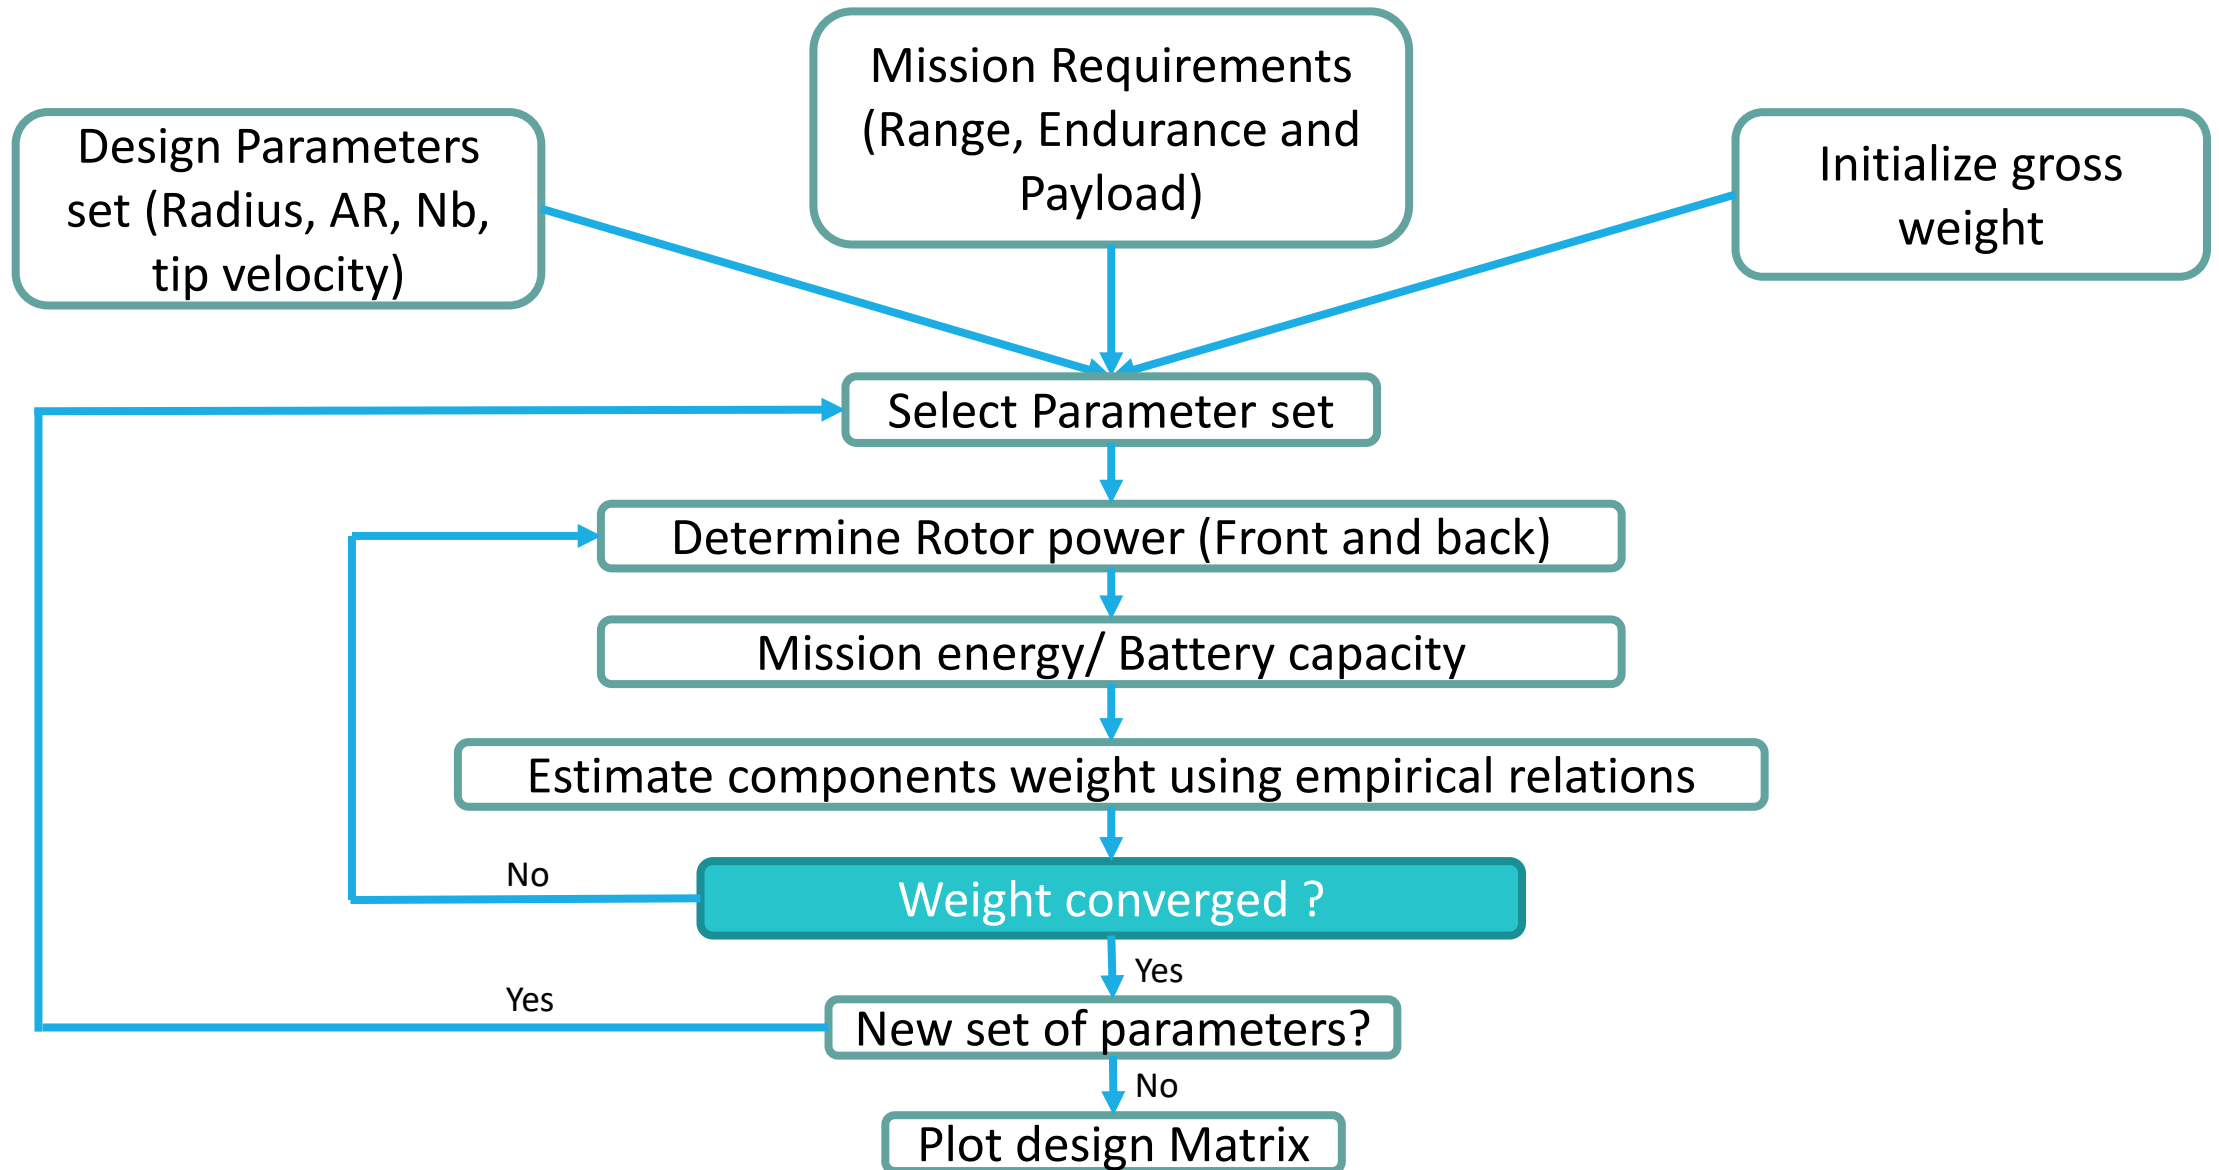 Mission Requirements
(Range, Endurance and
Payload)
Design Parameters
set (Radius, AR, Nb,
tip velocity)
Initialize gross
weight
Select Parameter set
Determine Rotor power (Front and back)
Mission energy/ Battery capacity
Estimate components weight using empirical relations
No
Weight converged ?
Yes
Yes
New set of parameters?
No
Plot design Matrix